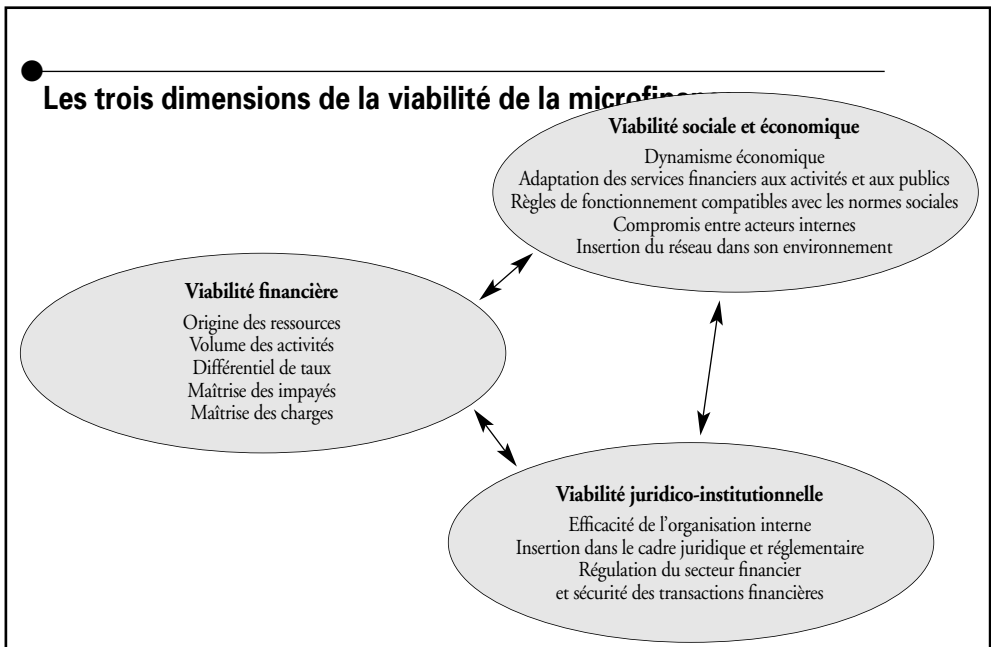 Les trois dimensions de la viabilité de la
Viabilité sociale et économique
Dynamisme économique
Adaptation des services financiers aux activités et aux publics
Règles de fonctionnement compatibles avec les normes sociales
Compromis entre acteurs internes
Insertion du réseau dans son environnement
Viabilité financière
Origine des ressources
Volume des activités
Différentiel de taux
Maîtrise des impayés
Maîtrise des charges
Viabilité juridico-institutionnelle
Efficacité de l'organisation interne
Insertion dans le cadre juridique et réglementaire
Régulation du secteur financier
et sécurité des transactions financières